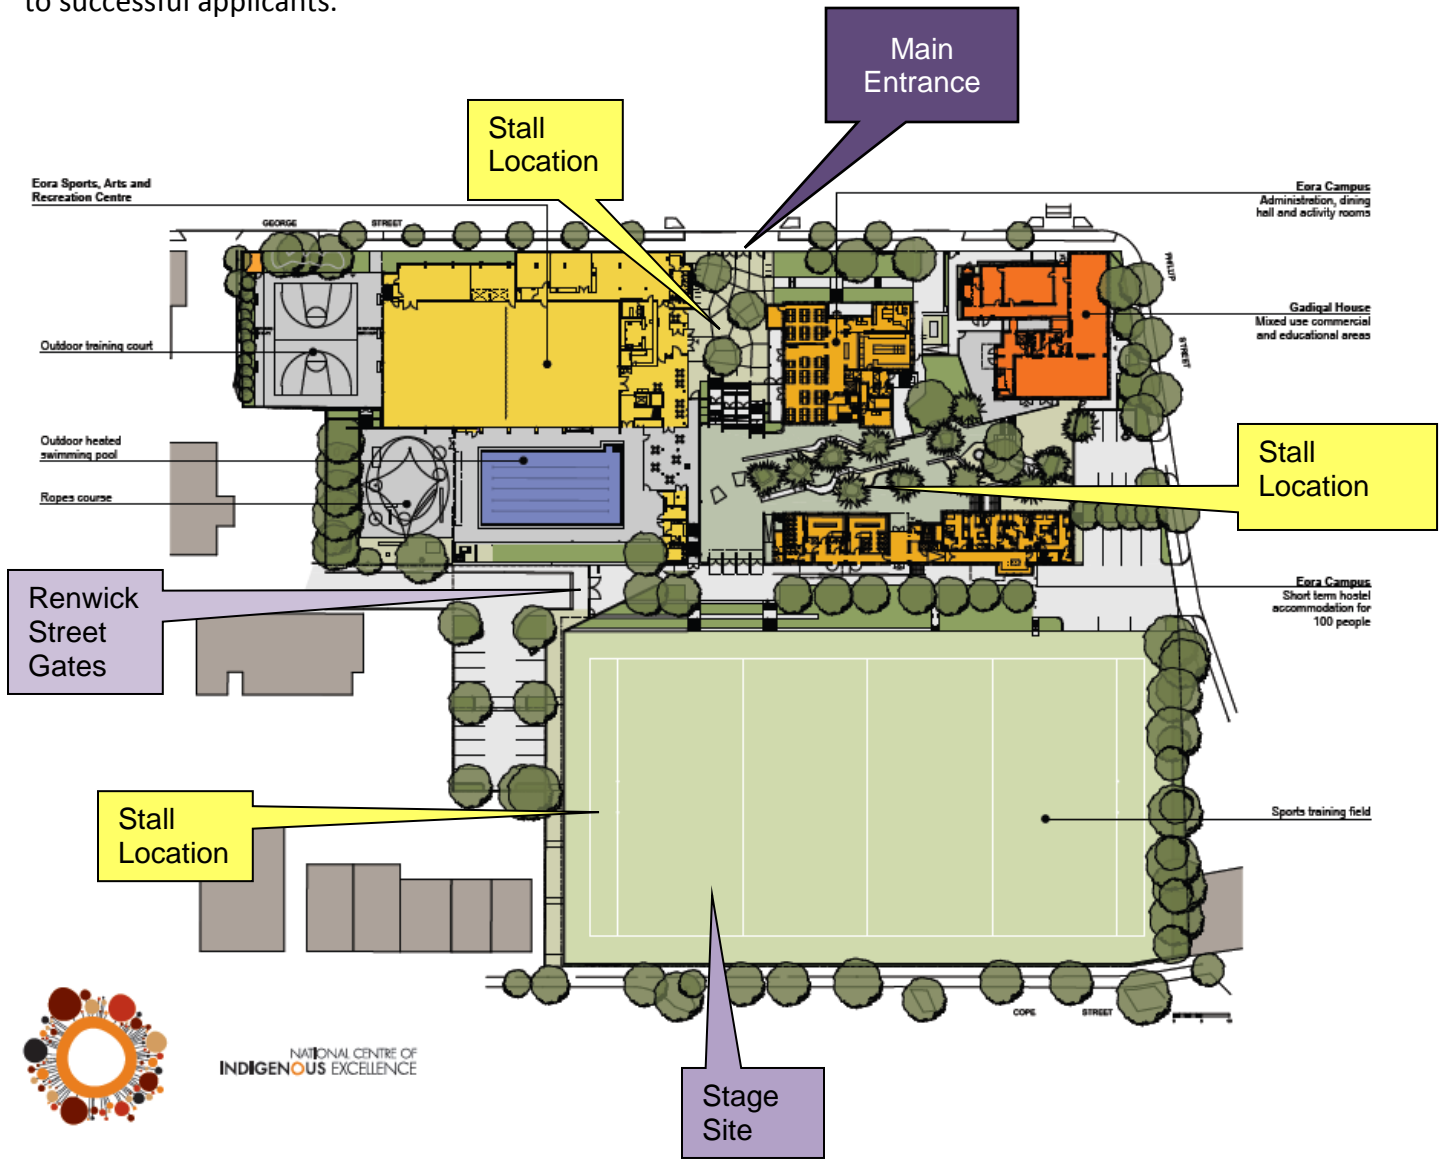 to successful applicants.
Main
Entrance
Stall
Location
Eora Sports, Arts and
Recreation Centre
GEORGE STREET
Eora Campus
Administration, dining
hall and activity rooms
PHILLIP
STREET
Gadigal House
Mixed use commercial
and educational areas
Outdoor training court
Outdoor heated
swimming pool
Ropes course
Stall
Location
Renwick
Street
Gates
Eora Campus
Short term hostel
accommodation for
100 people
Stall
Location
Sports training field
COPE STREET
NATIONAL CENTRE OF
INDIGENOUS EXCELLENCE
Stage
Site